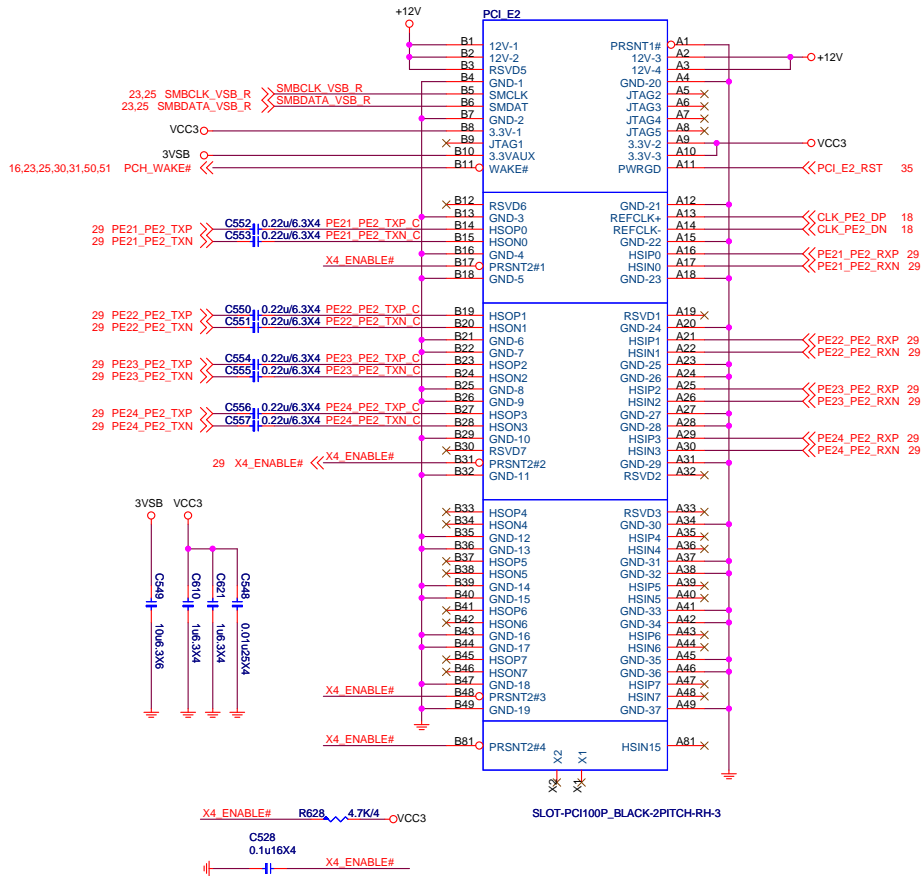 +12V
PCI_E2
B1 12V-1 PRSNT1# A1
B2 12V-2 12V-3 A2 +12V
B3 RSVD5 12V-4 A3
B4 GND-1 GND-20 A4
23,25 SMBCLK_VSB_R SMBCLK_VSB_R B5 SMCLK JTAG2 A5
23,25 SMBDATA_VSB_R SMBDATA_VSB_R B6 SMDAT JTAG3 A6
B7 GND-2 JTAG4 A7
VCC3 B8 3.3V-1 JTAG5 A8
B9 JTAG1 3.3V-2 A9 VCC3
3VSB B10 3.3VAUX 3.3V-3 A10
16,23,25,30,31,50,51 PCH_WAKE# B11 WAKE# PWRGD A11 PCI_E2_RST 35
B12 RSVD6 GND-21 A12
B13 GND-3 REFCLK+ A13 CLK_PE2_DP 18
29 PE21_PE2_TXP C552 0.22u/6.3X4 PE21_PE2_TXP_C B14 HSOP0 REFCLK- A14 CLK_PE2_DN 18
29 PE21_PE2_TXN C553 0.22u/6.3X4 PE21_PE2_TXN_C B15 HSON0 GND-22 A15
B16 GND-4 HSIP0 A16 PE21_PE2_RXP 29
X4_ENABLE# B17 PRSNT2#1 HSIN0 A17 PE21_PE2_RXN 29
B18 GND-5 GND-23 A18
29 PE22_PE2_TXP C550 0.22u/6.3X4 PE22_PE2_TXP_C B19 HSOP1 RSVD1 A19
29 PE22_PE2_TXN C551 0.22u/6.3X4 PE22_PE2_TXN_C B20 HSON1 GND-24 A20
B21 GND-6 HSIP1 A21 PE22_PE2_RXP 29
B22 GND-7 HSIN1 A22 PE22_PE2_RXN 29
29 PE23_PE2_TXP C554 0.22u/6.3X4 PE23_PE2_TXP_C B23 HSOP2 GND-25 A23
29 PE23_PE2_TXN C555 0.22u/6.3X4 PE23_PE2_TXN_C B24 HSON2 GND-26 A24
B25 GND-8 HSIP2 A25 PE23_PE2_RXP 29
B26 GND-9 HSIN2 A26 PE23_PE2_RXN 29
29 PE24_PE2_TXP C556 0.22u/6.3X4 PE24_PE2_TXP_C B27 HSOP3 GND-27 A27
29 PE24_PE2_TXN C557 0.22u/6.3X4 PE24_PE2_TXN_C B28 HSON3 GND-28 A28
B29 GND-10 HSIP3 A29 PE24_PE2_RXP 29
B30 RSVD7 HSIN3 A30 PE24_PE2_RXN 29
29 X4_ENABLE# X4_ENABLE# B31 PRSNT2#2 GND-29 A31
B32 GND-11 RSVD2 A32
B33 HSOP4 RSVD3 A33
B34 HSON4 GND-30 A34
B35 GND-12 HSIP4 A35
B36 GND-13 HSIN4 A36
B37 HSOP5 GND-31 A37
B38 HSON5 GND-32 A38
B39 GND-14 HSIP5 A39
B40 GND-15 HSIN5 A40
B41 HSOP6 GND-33 A41
B42 HSON6 GND-34 A42
B43 GND-16 HSIP6 A43
B44 GND-17 HSIN6 A44
B45 HSOP7 GND-35 A45
B46 HSON7 GND-36 A46
B47 GND-18 HSIP7 A47
X4_ENABLE# B48 PRSNT2#3 HSIN7 A48
B49 GND-19 GND-37 A49
X4_ENABLE# B81 PRSNT2#4 HSIN15 A81
X2 X1
X2 X1
SLOT-PCI100P_BLACK-2PITCH-RH-3
3VSB VCC3
C549 10u6.3X6
C610 1u6.3X4
C621 1u6.3X4
C548 0.01u25X4
X4_ENABLE# R628 4.7K/4 VCC3
C528
0.1u16X4 X4_ENABLE#